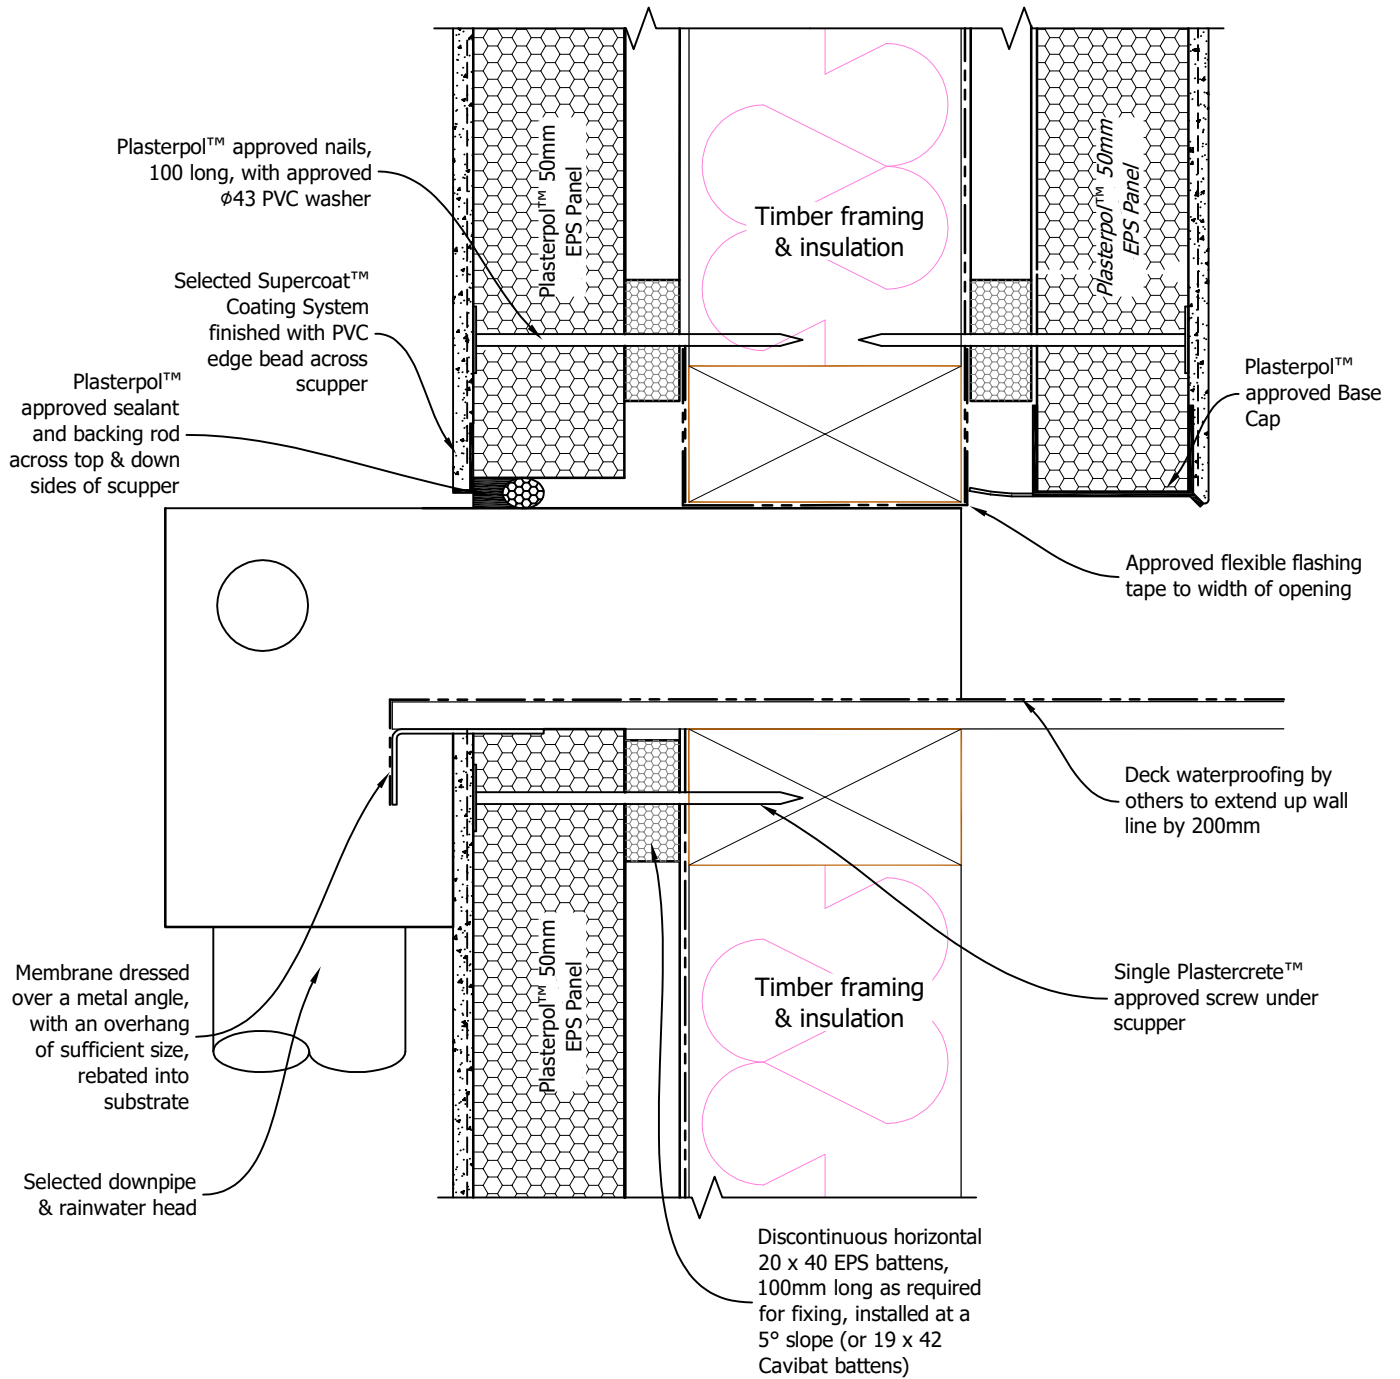 Plasterpol™ approved nails,
100 long, with approved
ø43 PVC washer
Selected Supercoat™
Coating System
finished with PVC
edge bead across
scupper
Plasterpol™
approved sealant
and backing rod
across top & down
sides of scupper
Plasterpol™ 50mm
EPS Panel
Timber framing
& insulation
Plasterpol™ 50mm
EPS Panel
Plasterpol™
approved Base
Cap
Approved flexible flashing
tape to width of opening
Deck waterproofing by
others to extend up wall
line by 200mm
Membrane dressed
over a metal angle,
with an overhang
of sufficient size,
rebated into
substrate
Plasterpol™ 50mm
EPS Panel
Timber framing
& insulation
Single Plastercrete™
approved screw under
scupper
Selected downpipe
& rainwater head
Discontinuous horizontal
20 x 40 EPS battens,
100mm long as required
for fixing, installed at a
5° slope (or 19 x 42
Cavibat battens)